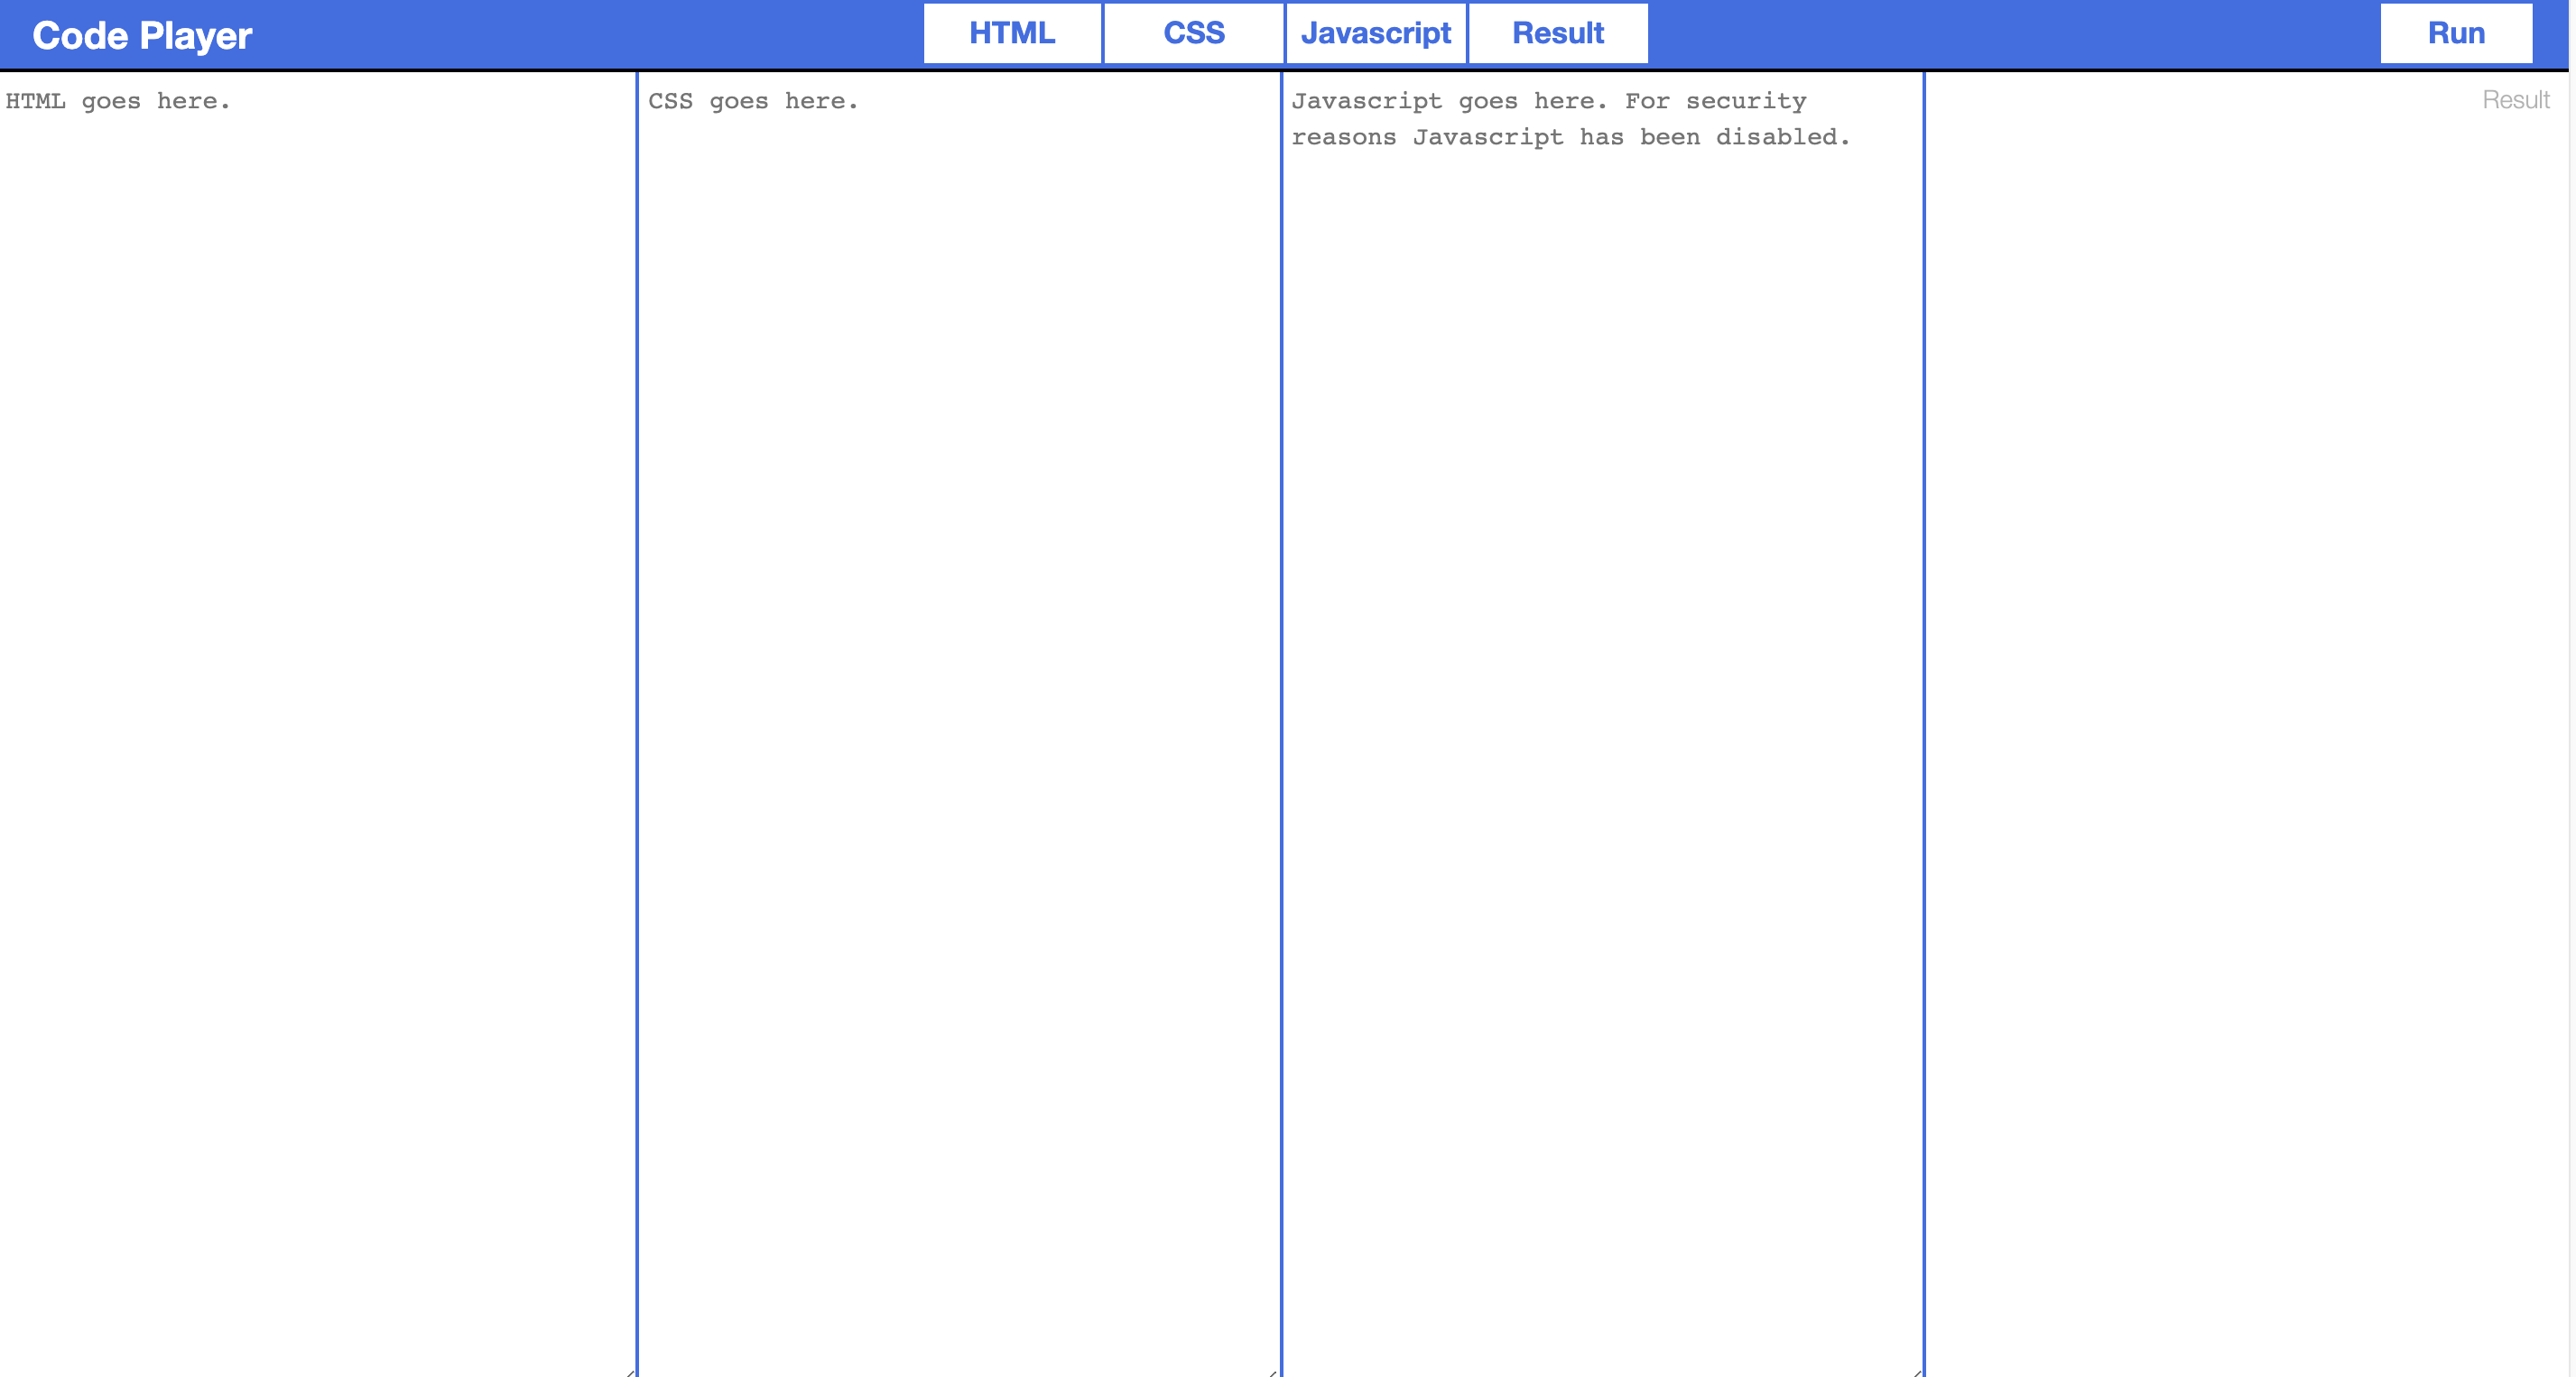 Code Player
HTML
CSS
Javascript
Result
Run
HTML goes here.
CSS goes here.
Javascript goes here. For security
reasons Javascript has been disabled.
Result